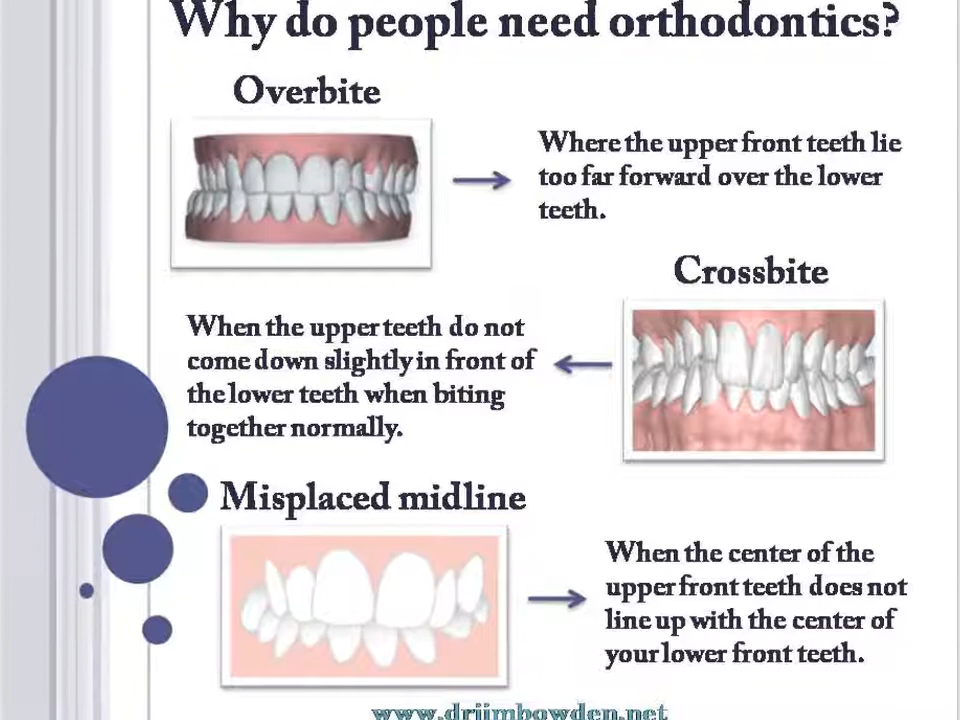 Why do people need orthodontics?
Overbite
Where the upper front teeth lie
too far forward over the lower
teeth.
Crossbite
When the upper teeth do not
come down slightly in front of
the lower teeth when biting
together normally.
Misplaced midline
When the center of the
upper front teeth does not
line up with the center of
your lower front teeth.
www.drjimbowden.net